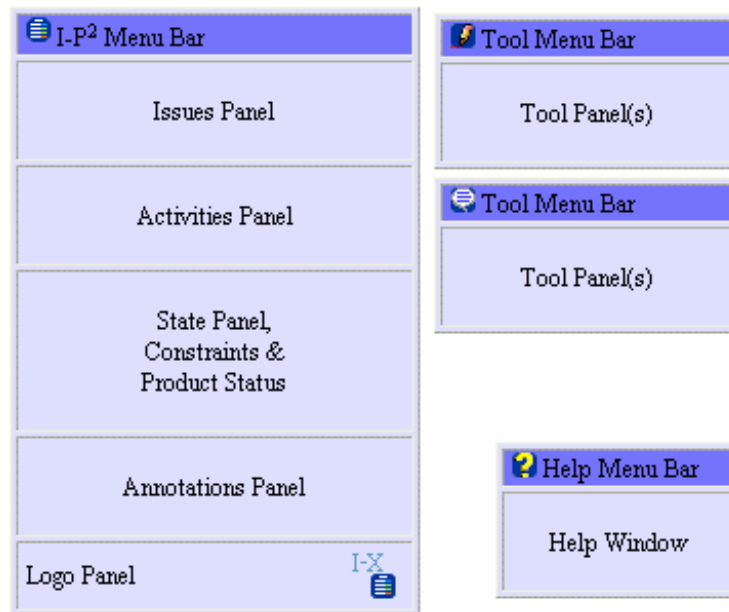 I-P² Menu Bar
Issues Panel
Activities Panel
State Panel,
Constraints &
Product Status
Annotations Panel
Logo Panel
I-X
Tool Menu Bar
Tool Panel(s)
Tool Menu Bar
Tool Panel(s)
Help Menu Bar
Help Window